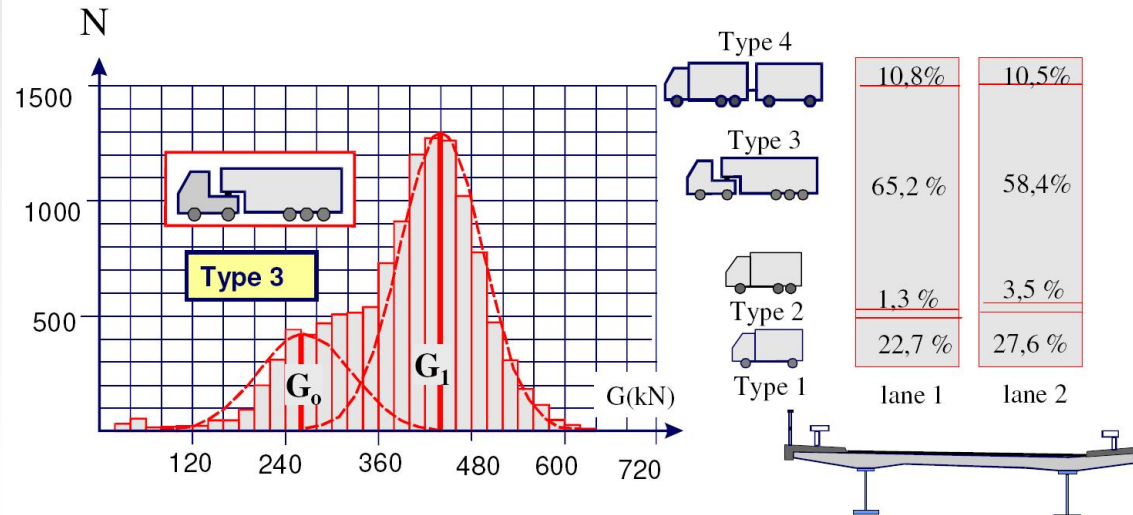 N
1500
1000
500
Type 3
G₀
G₁
G(kN)
120 240 360 480 600 720
Type 4
Type 3
Type 2
Type 1
10,8%
65,2 %
1,3 %
22,7 %
lane 1
10,5%
58,4%
3,5 %
27,6 %
lane 2